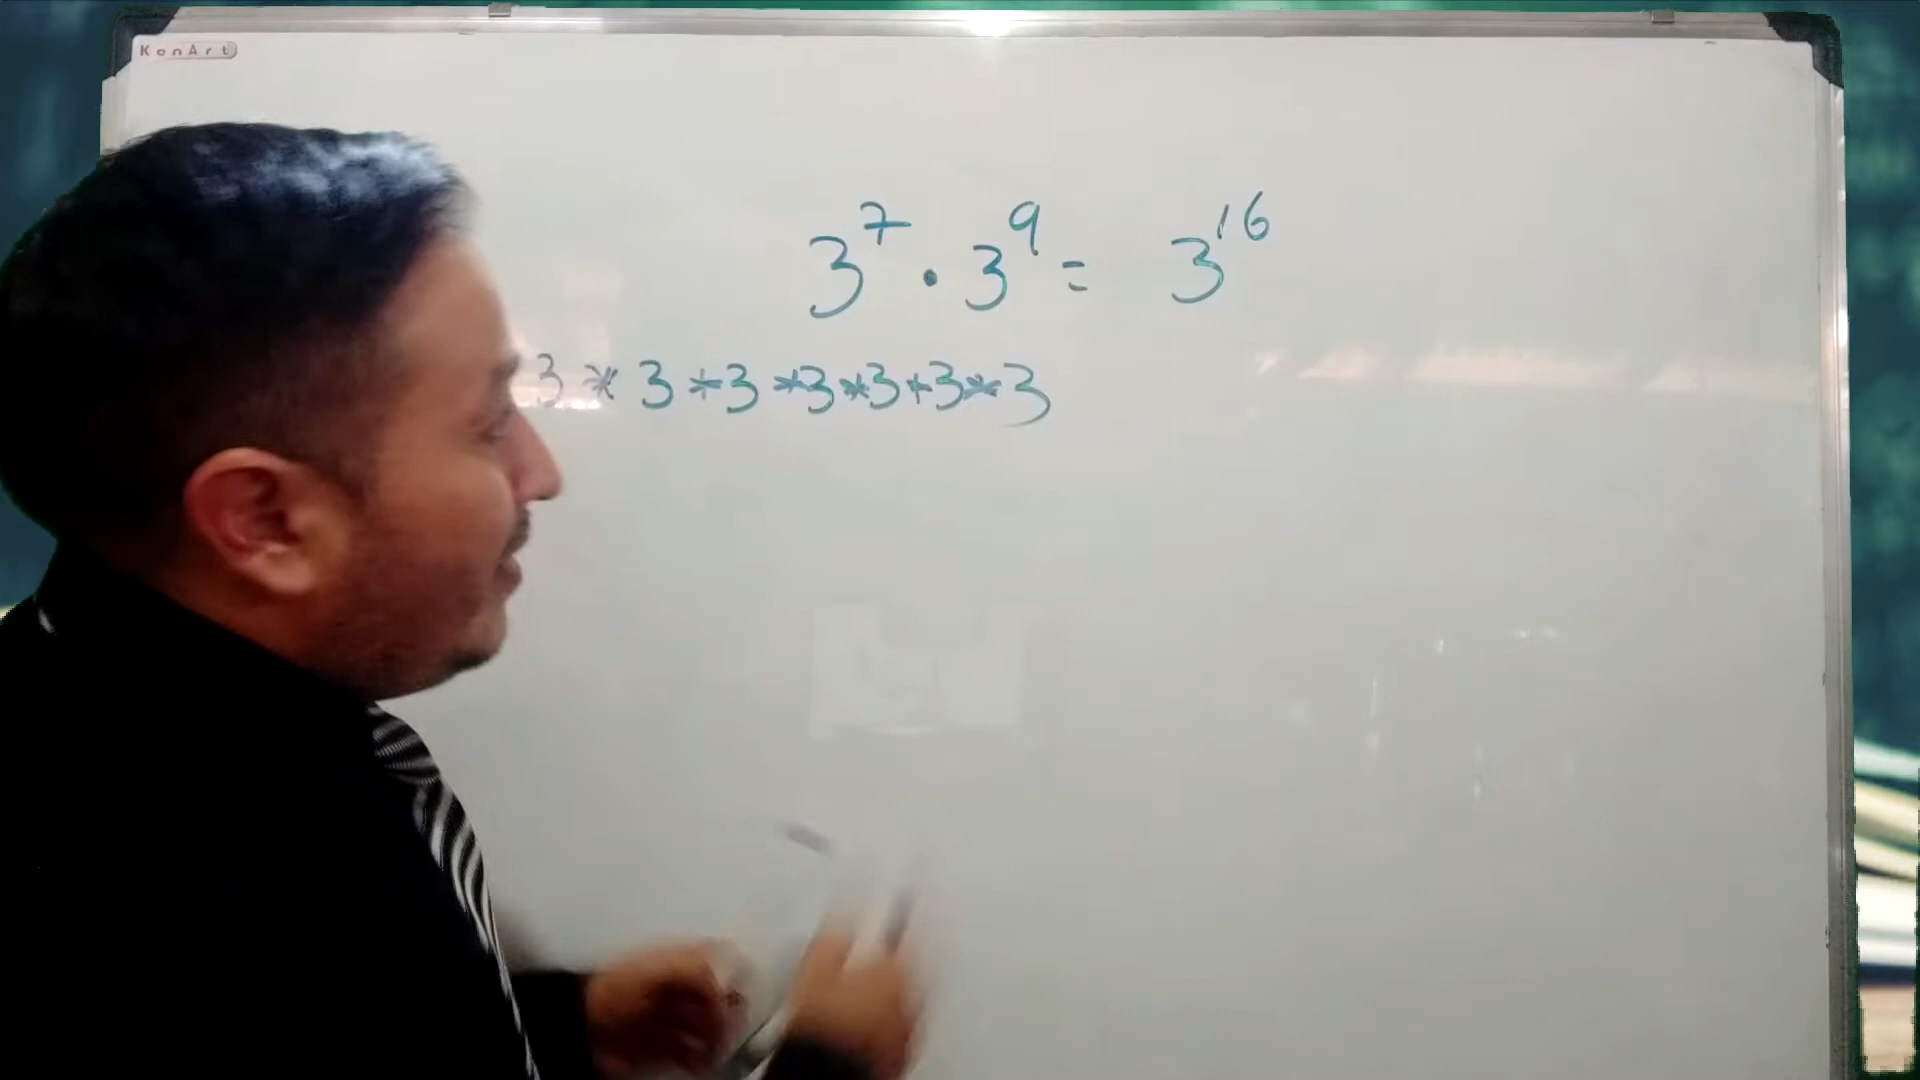 KonArt
3⁷ · 3⁹ = 3¹⁶
3 * 3 * 3 * 3 * 3 * 3 * 3